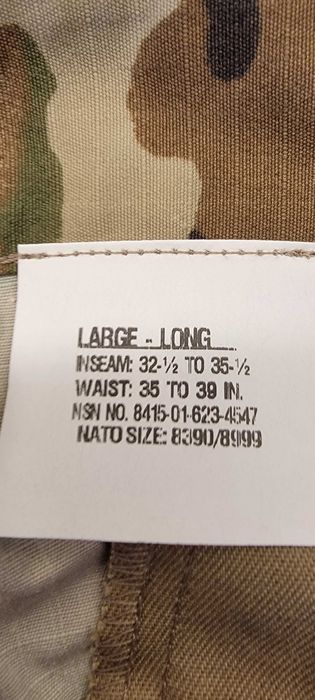 LARGE - LONG
INSEAM: 32-½ TO 35-½
WAIST: 35 TO 39 IN.
NSN NO. 8415-01-623-4547
NATO SIZE: 8390/8999